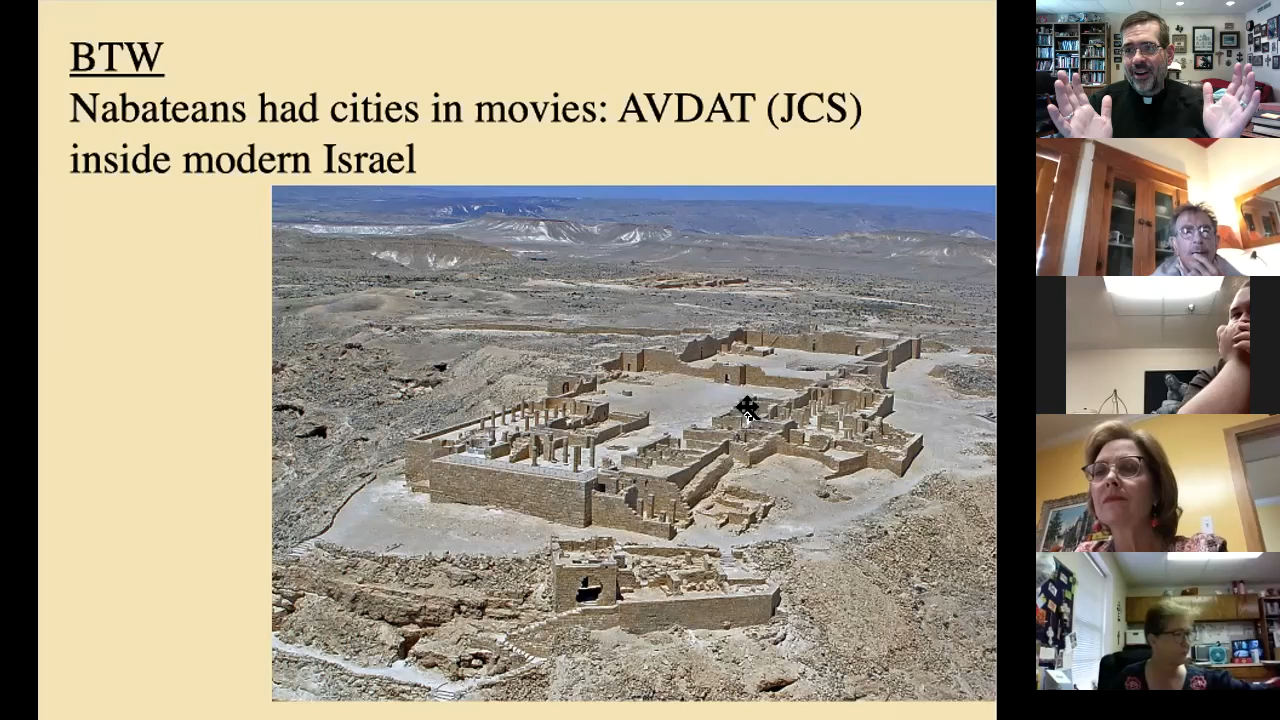 BTW
Nabateans had cities in movies: AVDAT (JCS)
inside modern Israel